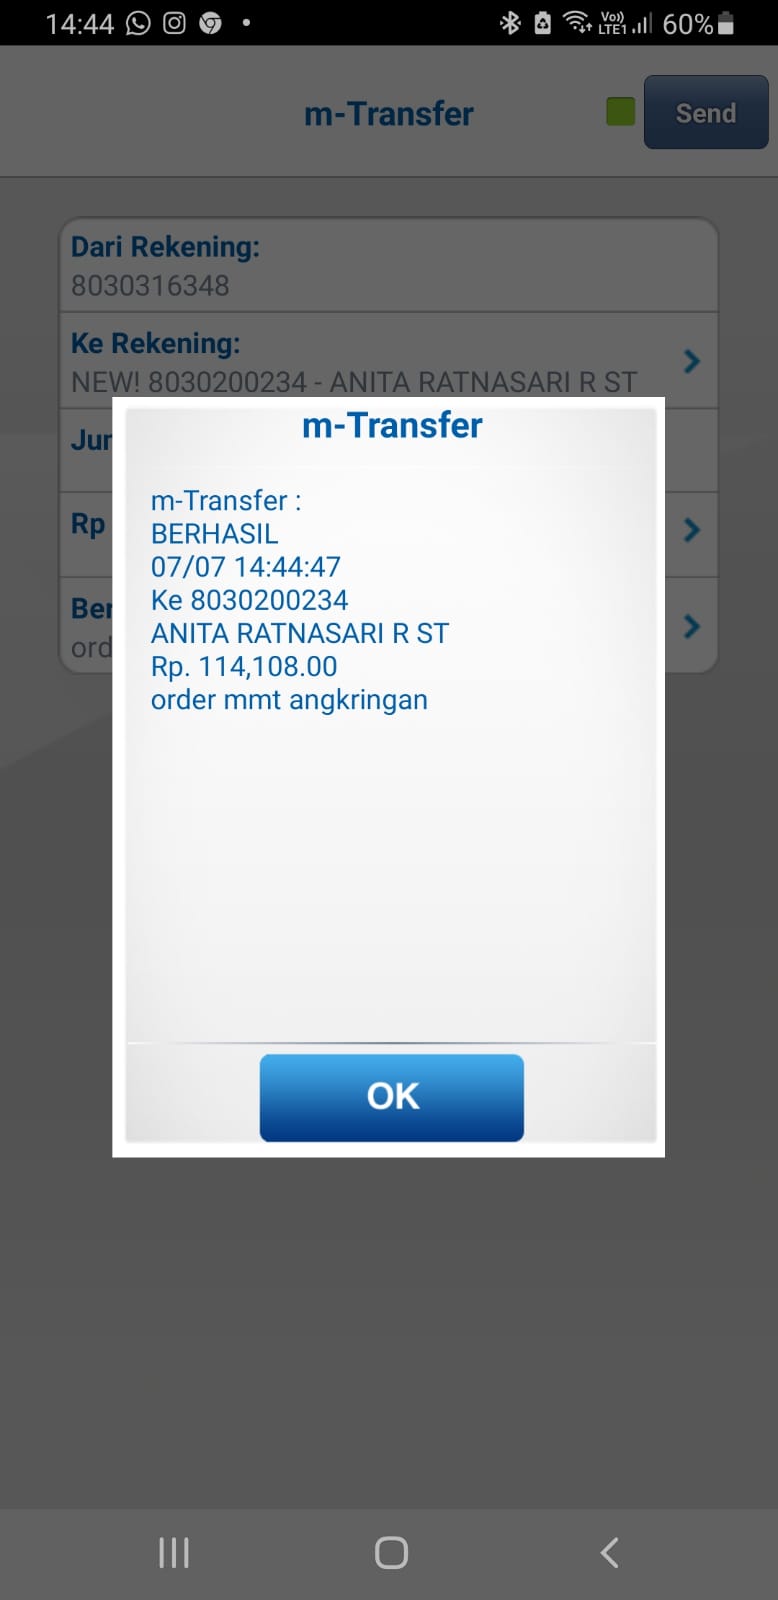 14:44
Vo))
LTE1
60%
m-Transfer
Send
Dari Rekening:
8030316348
Ke Rekening:
NEW! 8030200234 - ANITA RATNASARI R ST
Jur
Rp
Ber
ord
m-Transfer
m-Transfer :
BERHASIL
07/07 14:44:47
Ke 8030200234
ANITA RATNASARI R ST
Rp. 114,108.00
order mmt angkringan
OK